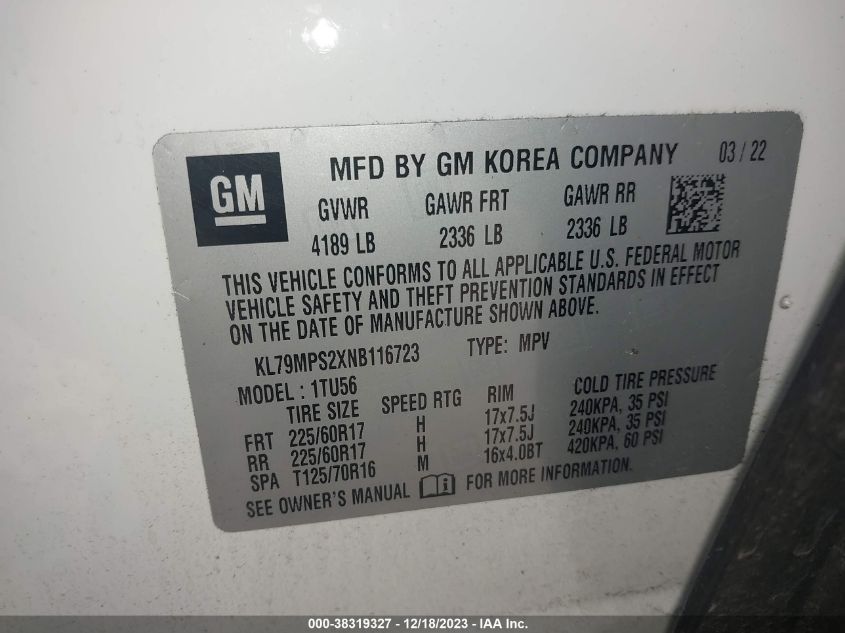 GM
MFD BY GM KOREA COMPANY 03 / 22
GVWR GAWR FRT GAWR RR
4189 LB 2336 LB 2336 LB
THIS VEHICLE CONFORMS TO ALL APPLICABLE U.S. FEDERAL MOTOR
VEHICLE SAFETY AND THEFT PREVENTION STANDARDS IN EFFECT
ON THE DATE OF MANUFACTURE SHOWN ABOVE.
KL79MPS2XNB116723 TYPE: MPV
MODEL : 1TU56
TIRE SIZE SPEED RTG RIM COLD TIRE PRESSURE
FRT 225/60R17 H 17x7.5J 240KPA, 35 PSI
RR 225/60R17 H 17x7.5J 240KPA, 35 PSI
SPA T125/70R16 M 16x4.0BT 420KPA, 60 PSI
SEE OWNER'S MANUAL FOR MORE INFORMATION.
000-38319327 - 12/18/2023 - IAA Inc.